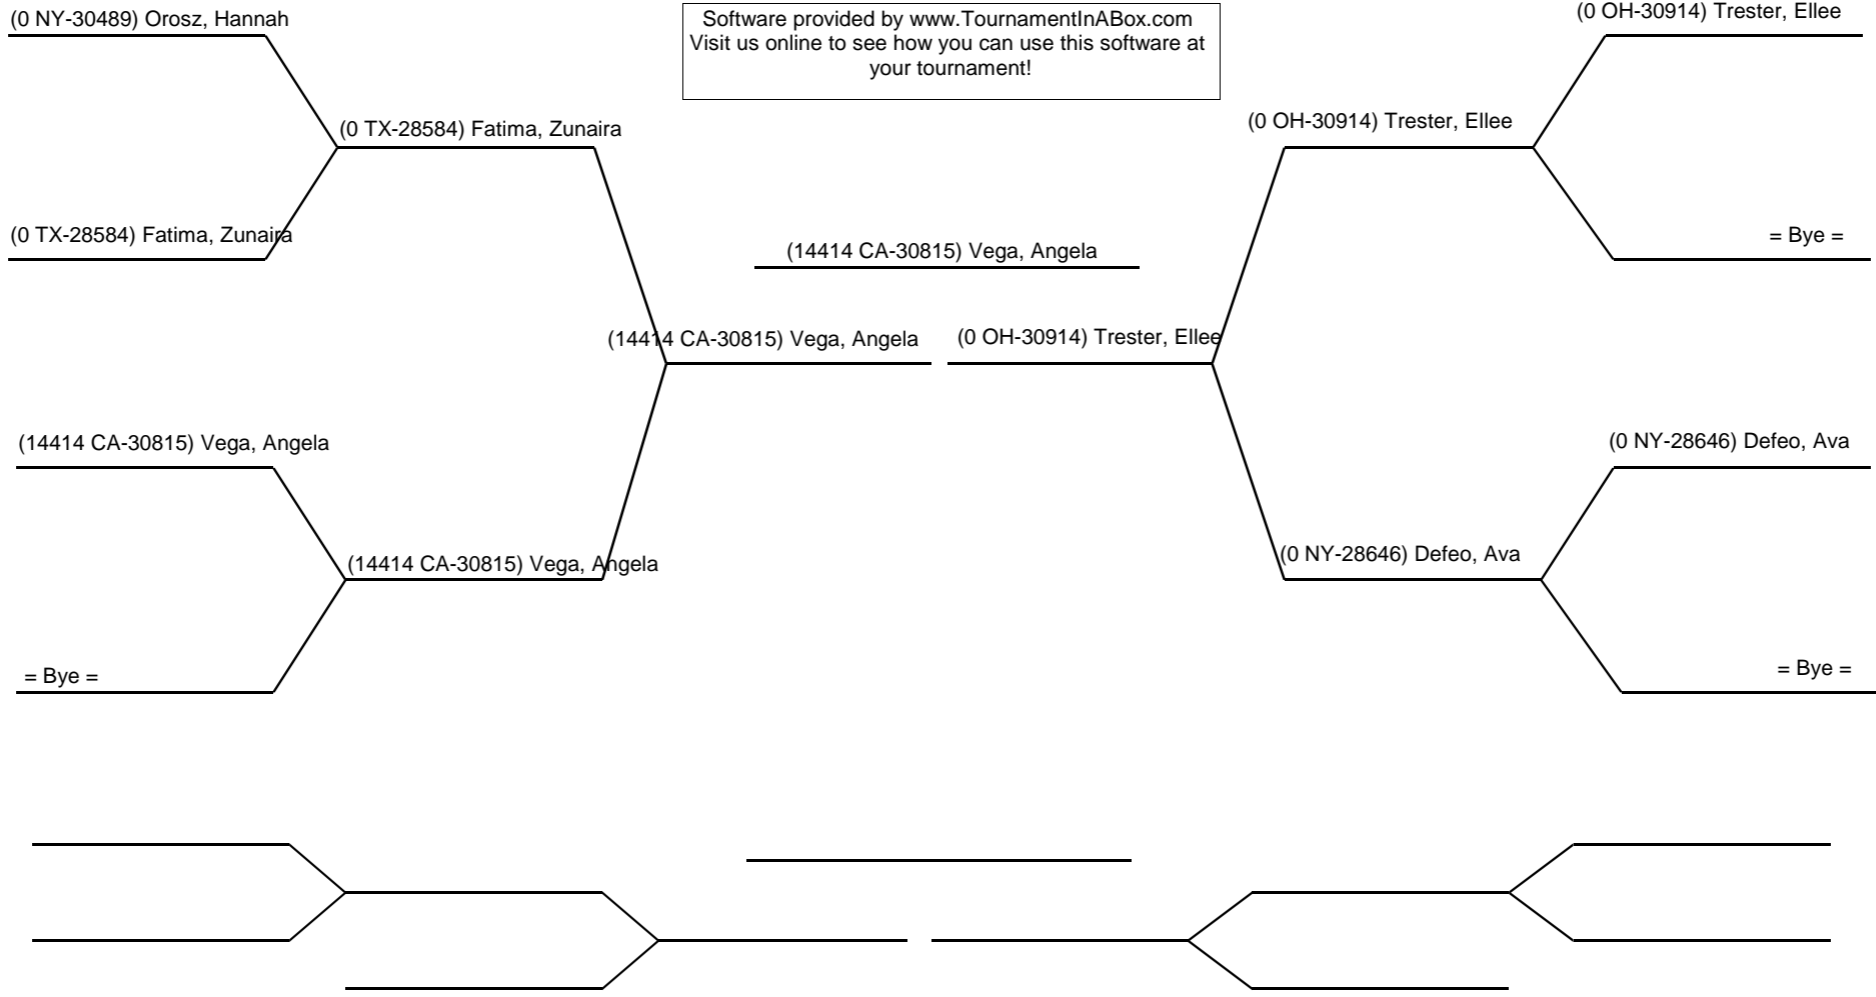 (0 NY-30489) Orosz, Hannah
Software provided by www.TournamentInABox.com
Visit us online to see how you can use this software at
your tournament!
(0 OH-30914) Trester, Ellee
(0 TX-28584) Fatima, Zunaira
(0 OH-30914) Trester, Ellee
(0 TX-28584) Fatima, Zunaira
(14414 CA-30815) Vega, Angela
= Bye =
(14414 CA-30815) Vega, Angela
(0 OH-30914) Trester, Ellee
(14414 CA-30815) Vega, Angela
(0 NY-28646) Defeo, Ava
(14414 CA-30815) Vega, Angela
(0 NY-28646) Defeo, Ava
= Bye =
= Bye =